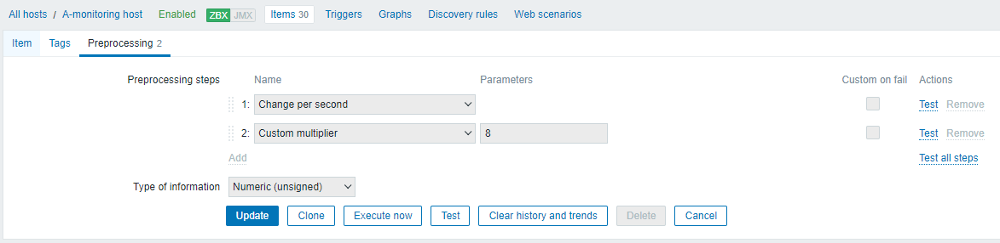 All hosts / A-monitoring host Enabled ZBX JMX Items 30 Triggers Graphs Discovery rules Web scenarios
Item Tags Preprocessing 2
Preprocessing steps Name Parameters Custom on fail Actions
1: Change per second Test Remove
2: Custom multiplier 8 Test Remove
Add Test all steps
Type of information Numeric (unsigned)
Update Clone Execute now Test Clear history and trends Delete Cancel